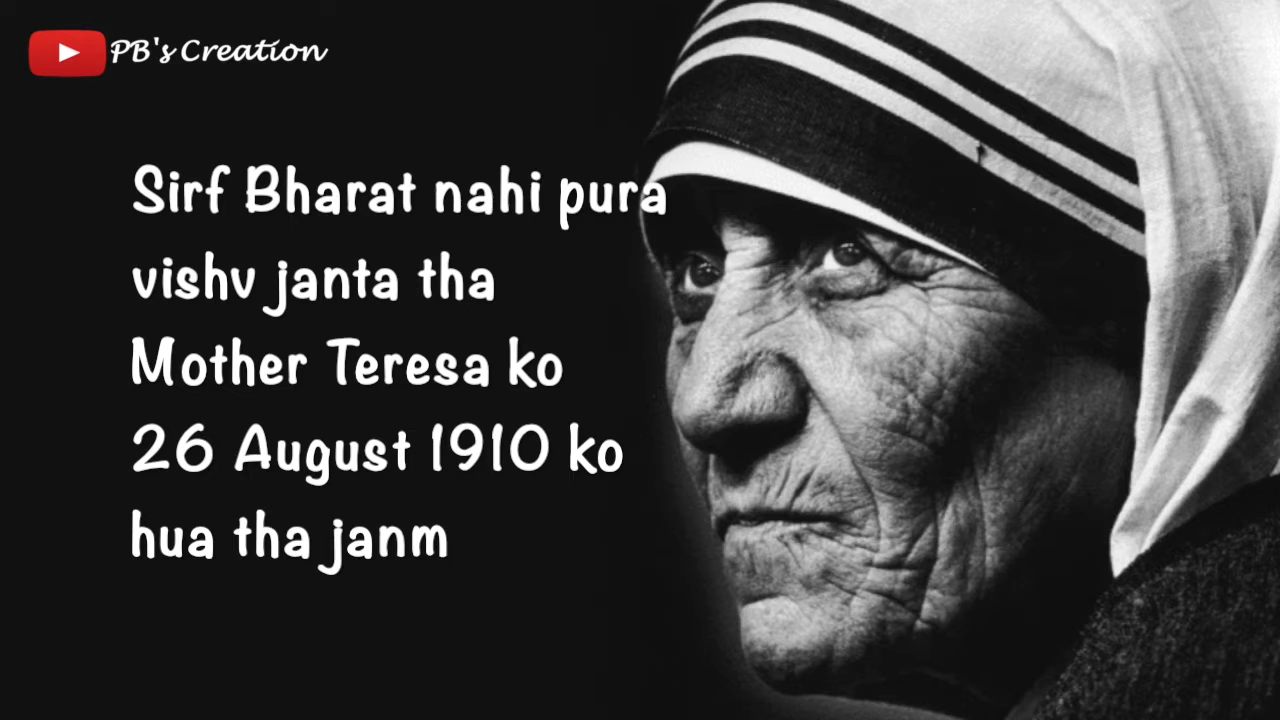 PB's Creation
Sirf Bharat nahi pura
vishv janta tha
Mother Teresa ko
26 August 1910 ko
hua tha janm